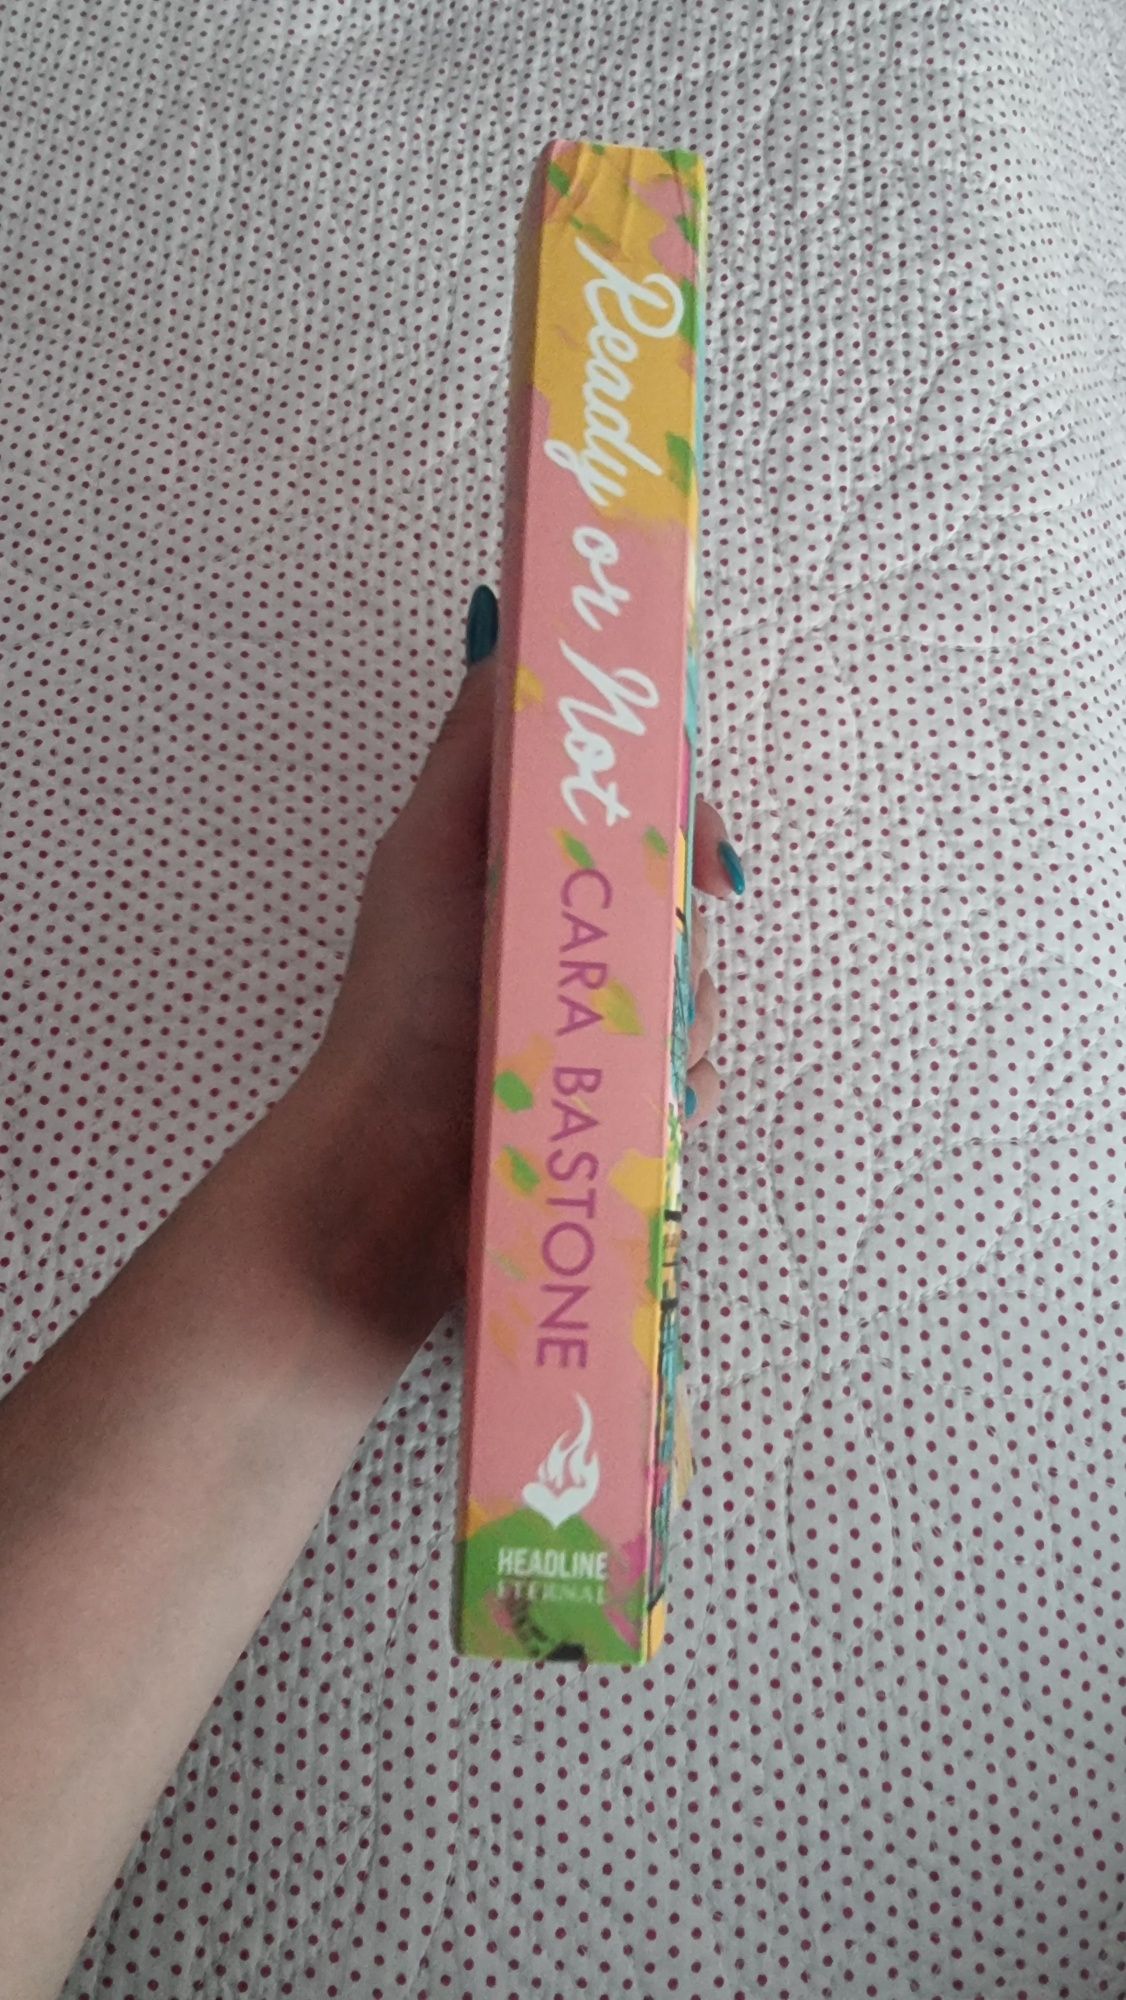 Ready or Not
CARA BASTONE
HEADLINE
ETERNAL